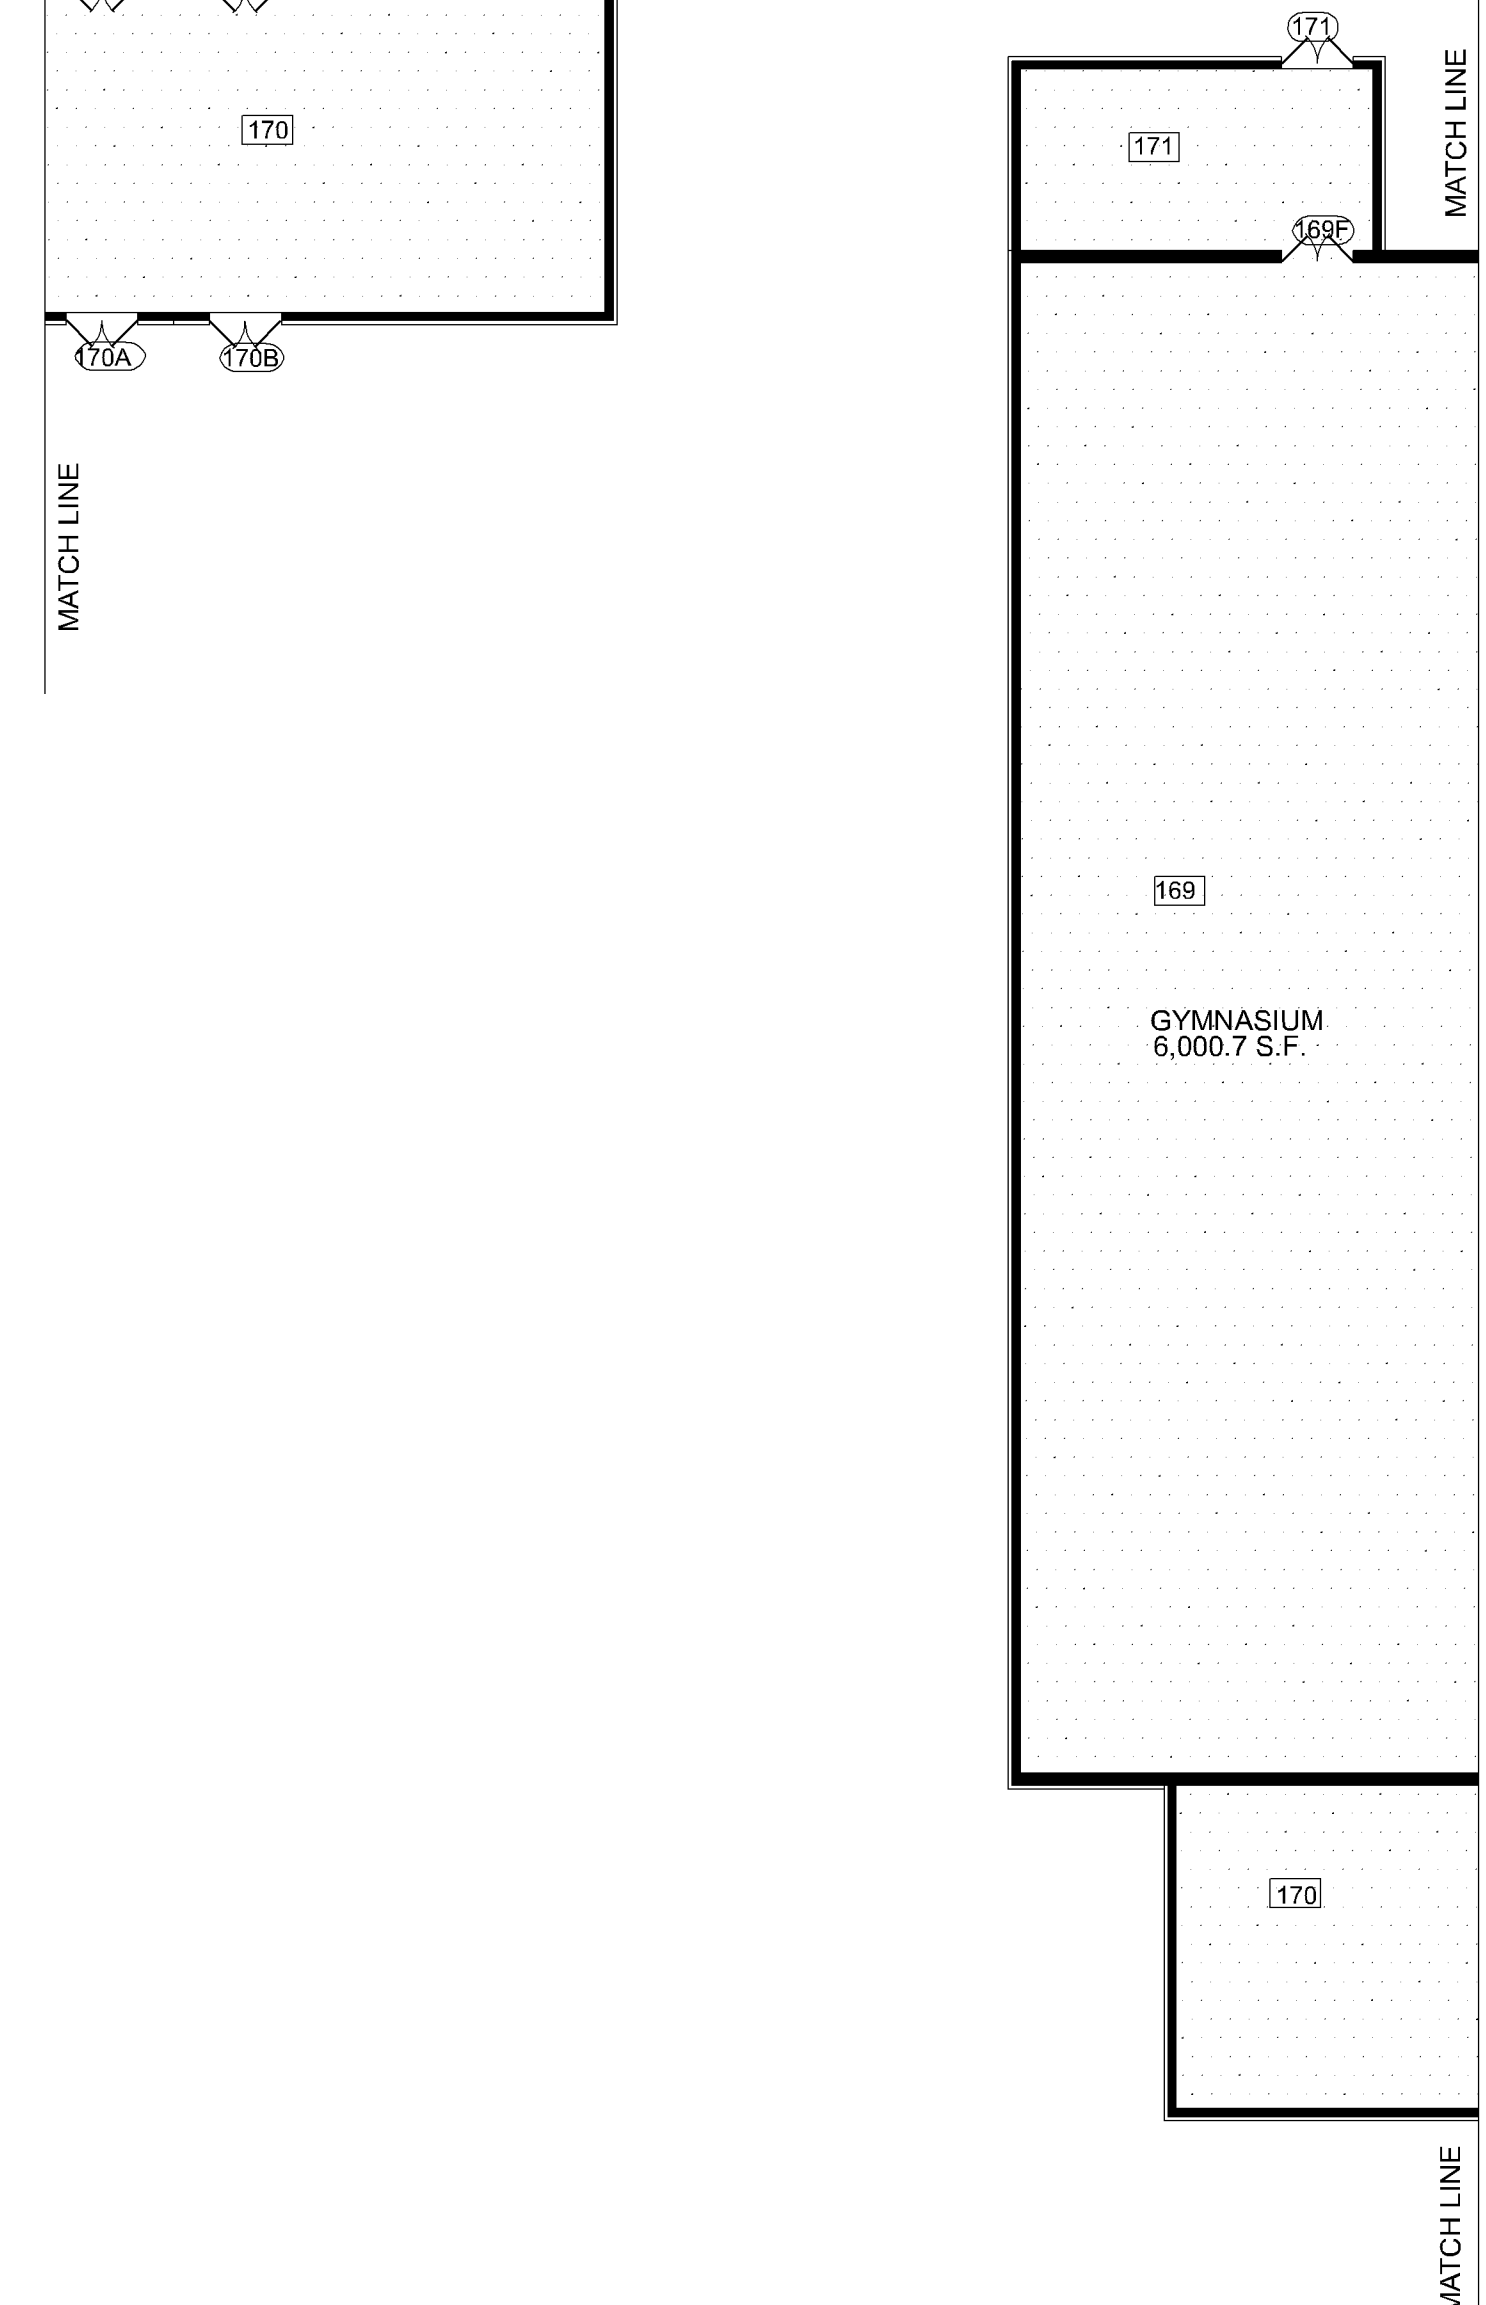 170
170A
170B
MATCH LINE
171
MATCH LINE
171
169F
169
GYMNASIUM
6,000.7 S.F.
170
MATCH LINE